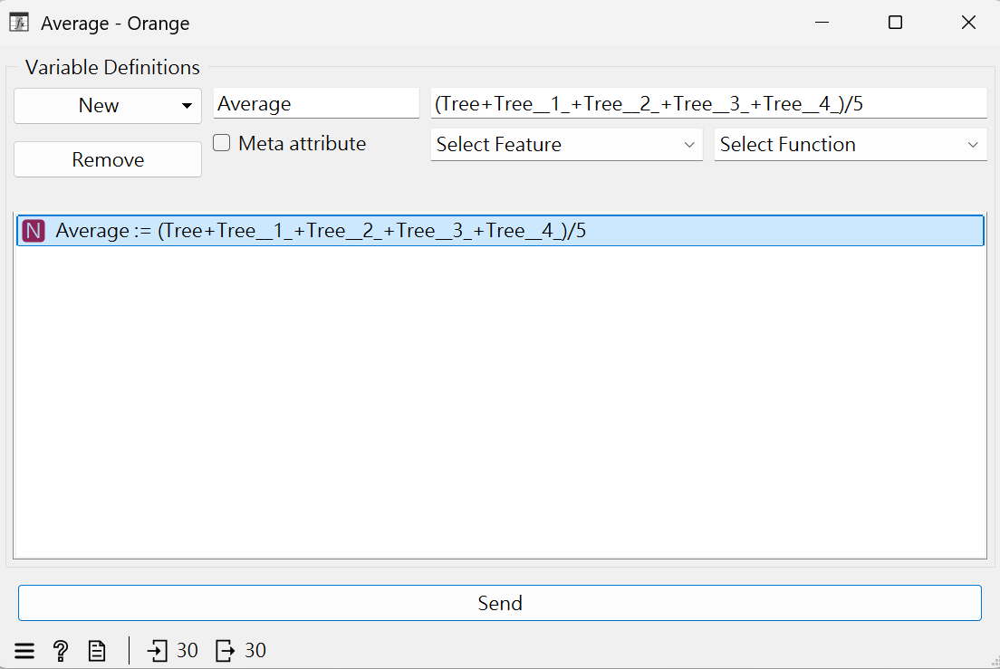 Average - Orange
Variable Definitions
New
Average
(Tree+Tree__1_+Tree__2_+Tree__3_+Tree__4_)/5
Remove
Meta attribute
Select Feature
Select Function
N Average := (Tree+Tree__1_+Tree__2_+Tree__3_+Tree__4_)/5
Send
? 30 30